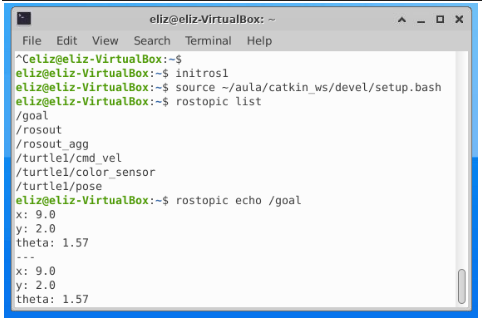 eliz@eliz-VirtualBox: ~
File Edit View Search Terminal Help
^Celiz@eliz-VirtualBox:~$
eliz@eliz-VirtualBox:~$ initros1
eliz@eliz-VirtualBox:~$ source ~/aula/catkin_ws/devel/setup.bash
eliz@eliz-VirtualBox:~$ rostopic list
/goal
/rosout
/rosout_agg
/turtle1/cmd_vel
/turtle1/color_sensor
/turtle1/pose
eliz@eliz-VirtualBox:~$ rostopic echo /goal
x: 9.0
y: 2.0
theta: 1.57
---
x: 9.0
y: 2.0
theta: 1.57